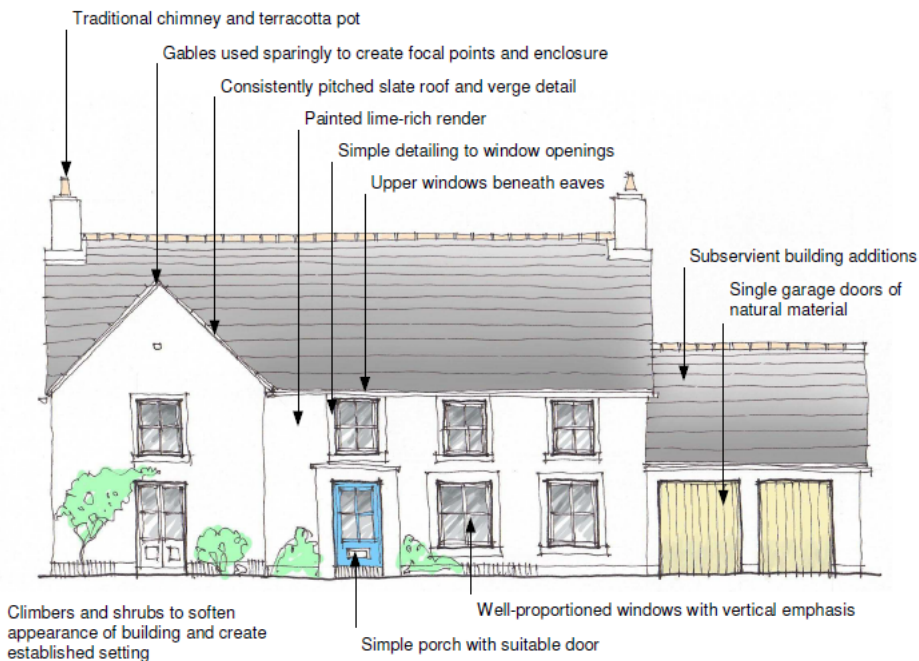 Traditional chimney and terracotta pot
Gables used sparingly to create focal points and enclosure
Consistently pitched slate roof and verge detail
Painted lime-rich render
Simple detailing to window openings
Upper windows beneath eaves
Subservient building additions
Single garage doors of
natural material
Climbers and shrubs to soften
appearance of building and create
established setting
Well-proportioned windows with vertical emphasis
Simple porch with suitable door